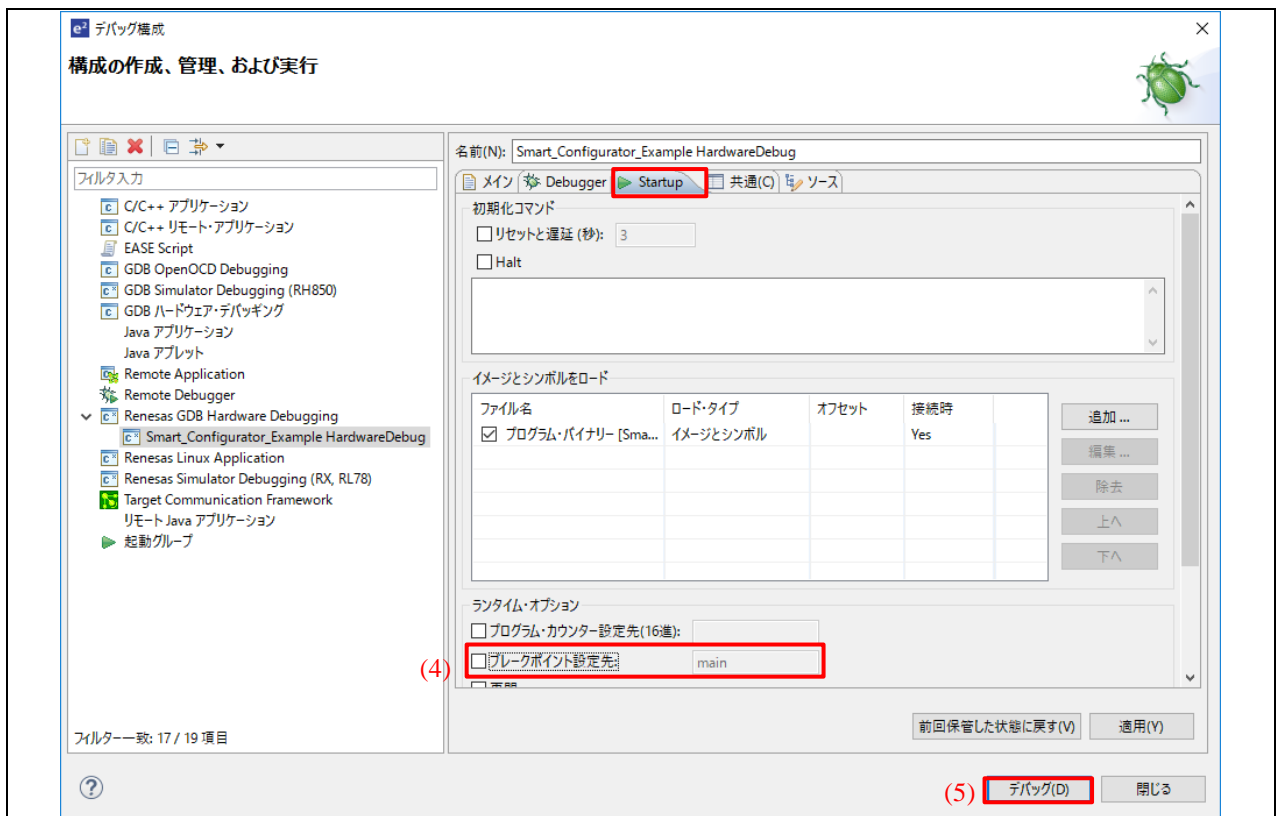 e² デバッグ構成
構成の作成、管理、および実行
フィルタ入力
C/C++ アプリケーション
C/C++ リモート・アプリケーション
EASE Script
GDB OpenOCD Debugging
GDB Simulator Debugging (RH850)
GDB ハードウェア・デバッギング
Java アプリケーション
Java アプレット
Remote Application
Remote Debugger
Renesas GDB Hardware Debugging
Smart_Configurator_Example HardwareDebug
Renesas Linux Application
Renesas Simulator Debugging (RX, RL78)
Target Communication Framework
リモート Java アプリケーション
起動グループ
フィルター一致: 17 / 19 項目
名前(N): Smart_Configurator_Example HardwareDebug
メイン Debugger Startup 共通(C) ソース
初期化コマンド
リセットと遅延 (秒): 3
Halt
イメージとシンボルをロード
ファイル名 ロード・タイプ オフセット 接続時
プログラム・バイナリー [Sma... イメージとシンボル Yes
追加 ...
編集 ...
除去
上へ
下へ
ランタイム・オプション
プログラム・カウンター設定先(16進):
(4) ブレークポイント設定先: main
再開
前回保管した状態に戻す(V) 適用(Y)
(5) デバッグ(D) 閉じる